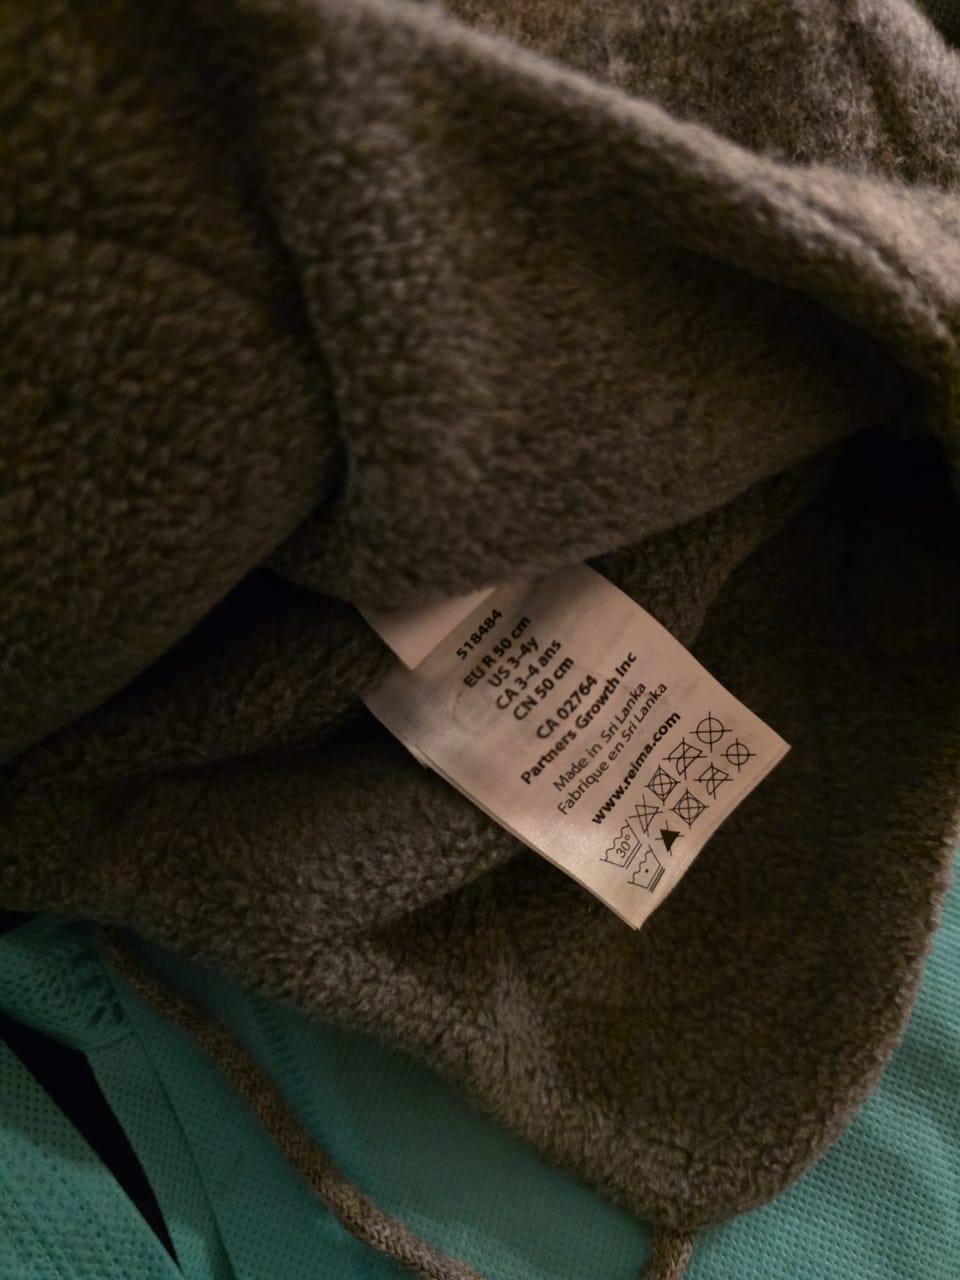 518484
EU R 50 cm
US 3-4y
CA 3-4 ans
CN 50 cm
CA 02764
Partners Growth Inc
Made in Sri Lanka
Fabrique en Sri Lanka
www.reima.com
30°